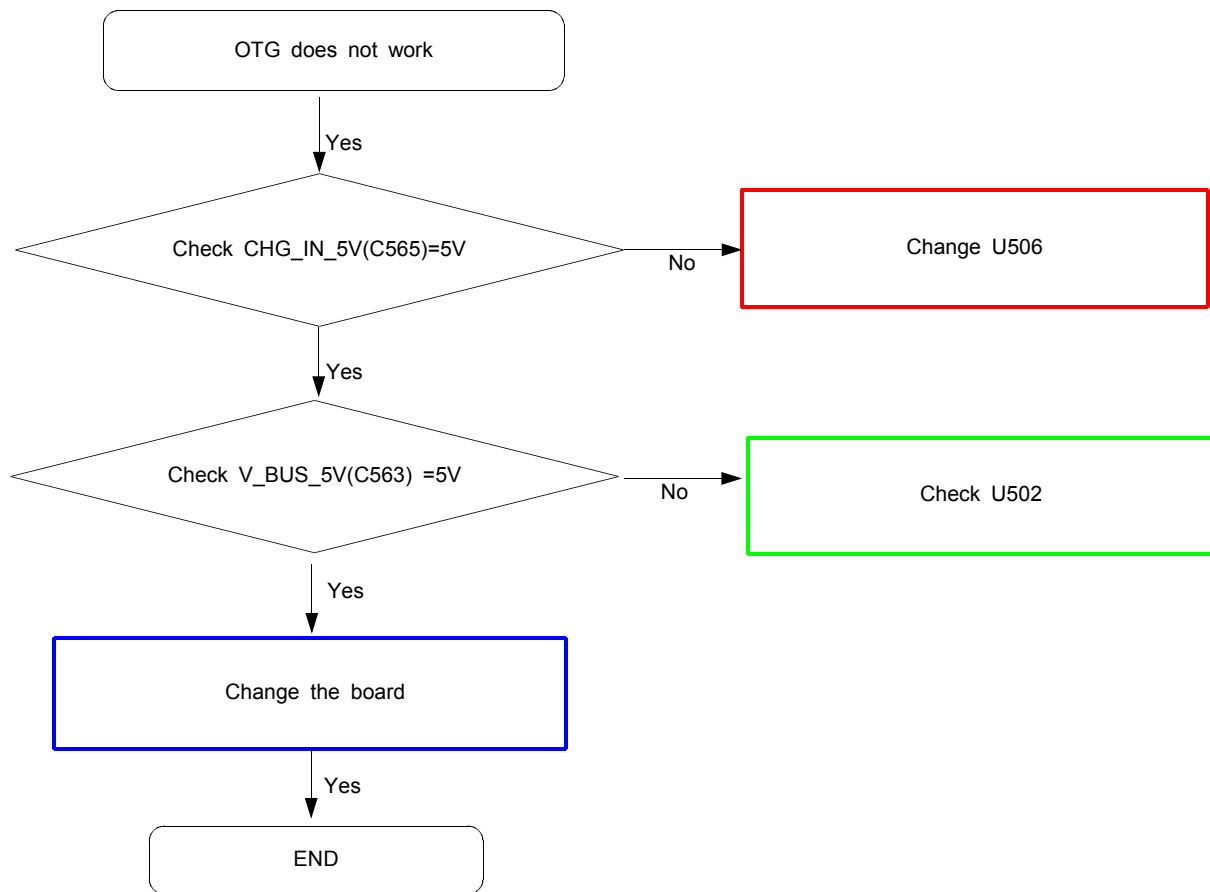 OTG does not work
Yes
Check CHG_IN_5V(C565)=5V
No
Change U506
Yes
Check V_BUS_5V(C563) =5V
No
Check U502
Yes
Change the board
Yes
END